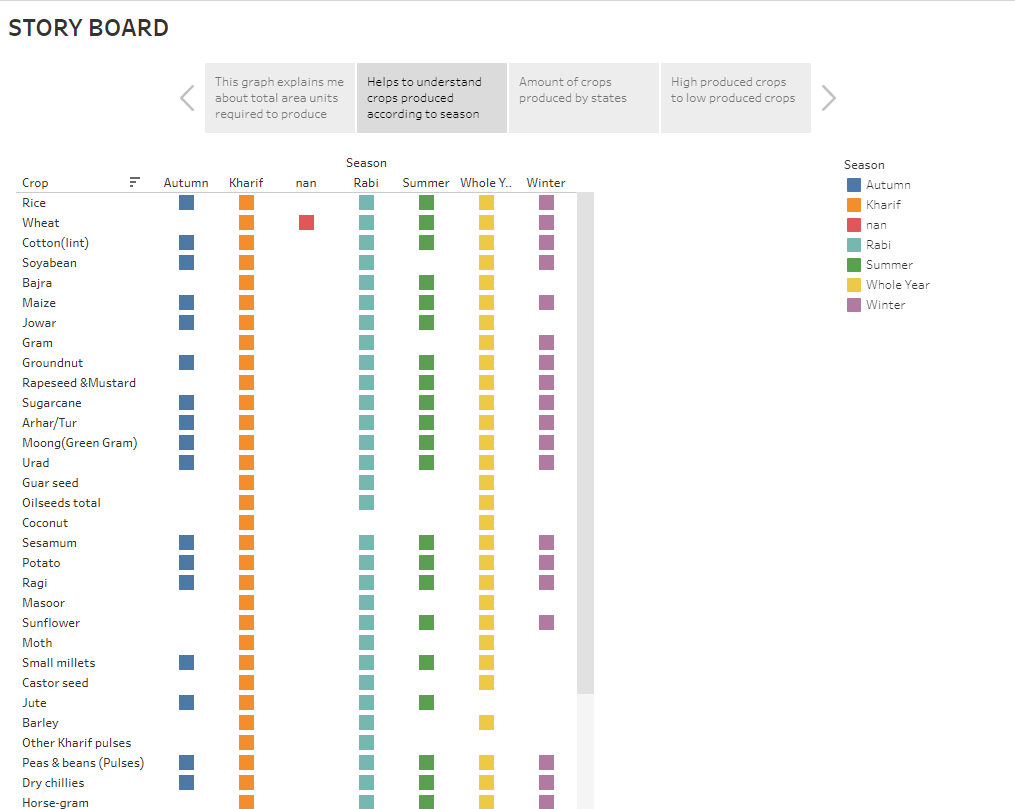 STORY BOARD
This graph explains me
about total area units
required to produce
Helps to understand
crops produced
according to season
Amount of crops
produced by states
High produced crops
to low produced crops
Season
Crop Autumn Kharif nan Rabi Summer Whole Y.. Winter
Rice
Wheat
Cotton(lint)
Soyabean
Bajra
Maize
Jowar
Gram
Groundnut
Rapeseed &Mustard
Sugarcane
Arhar/Tur
Moong(Green Gram)
Urad
Guar seed
Oilseeds total
Coconut
Sesamum
Potato
Ragi
Masoor
Sunflower
Moth
Small millets
Castor seed
Jute
Barley
Other Kharif pulses
Peas & beans (Pulses)
Dry chillies
Horse-gram
Season
Autumn
Kharif
nan
Rabi
Summer
Whole Year
Winter